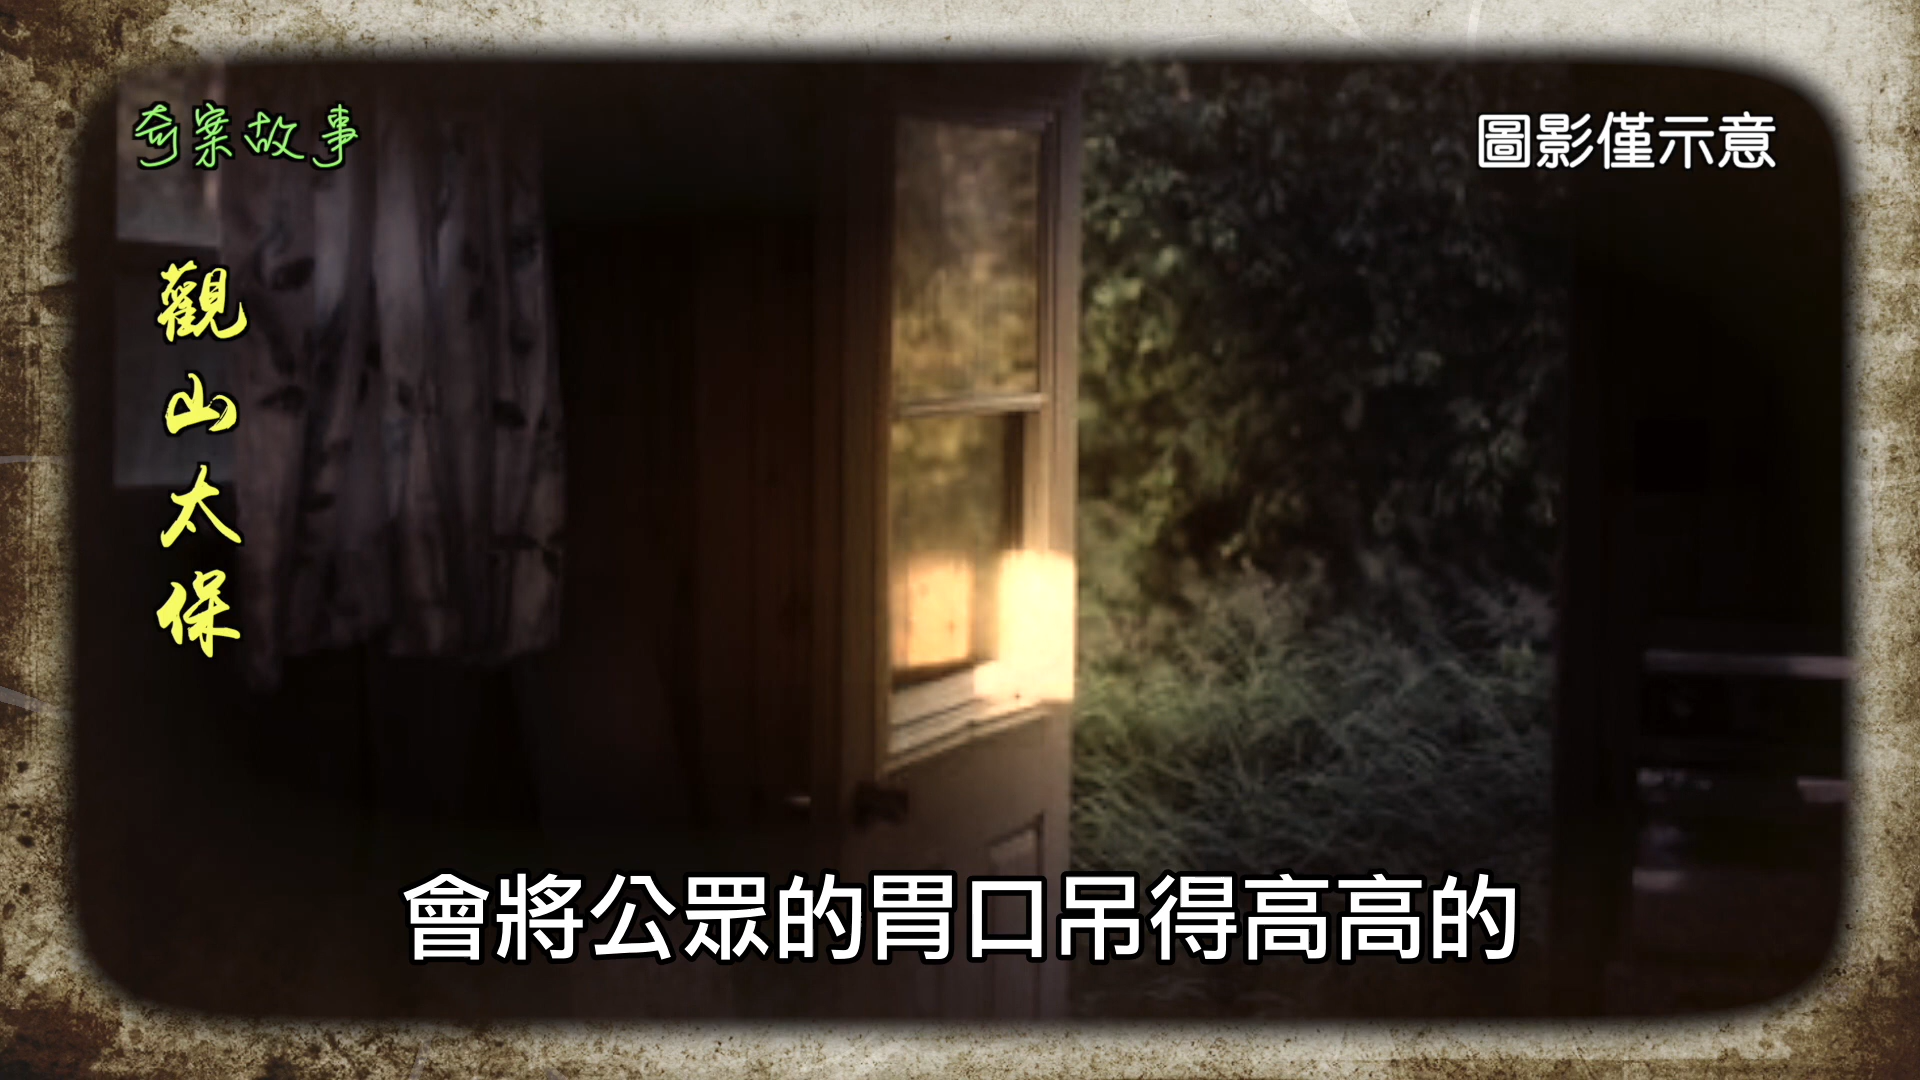 奇案故事
圖影僅示意
觀山太保
會將公眾的胃口吊得高高的